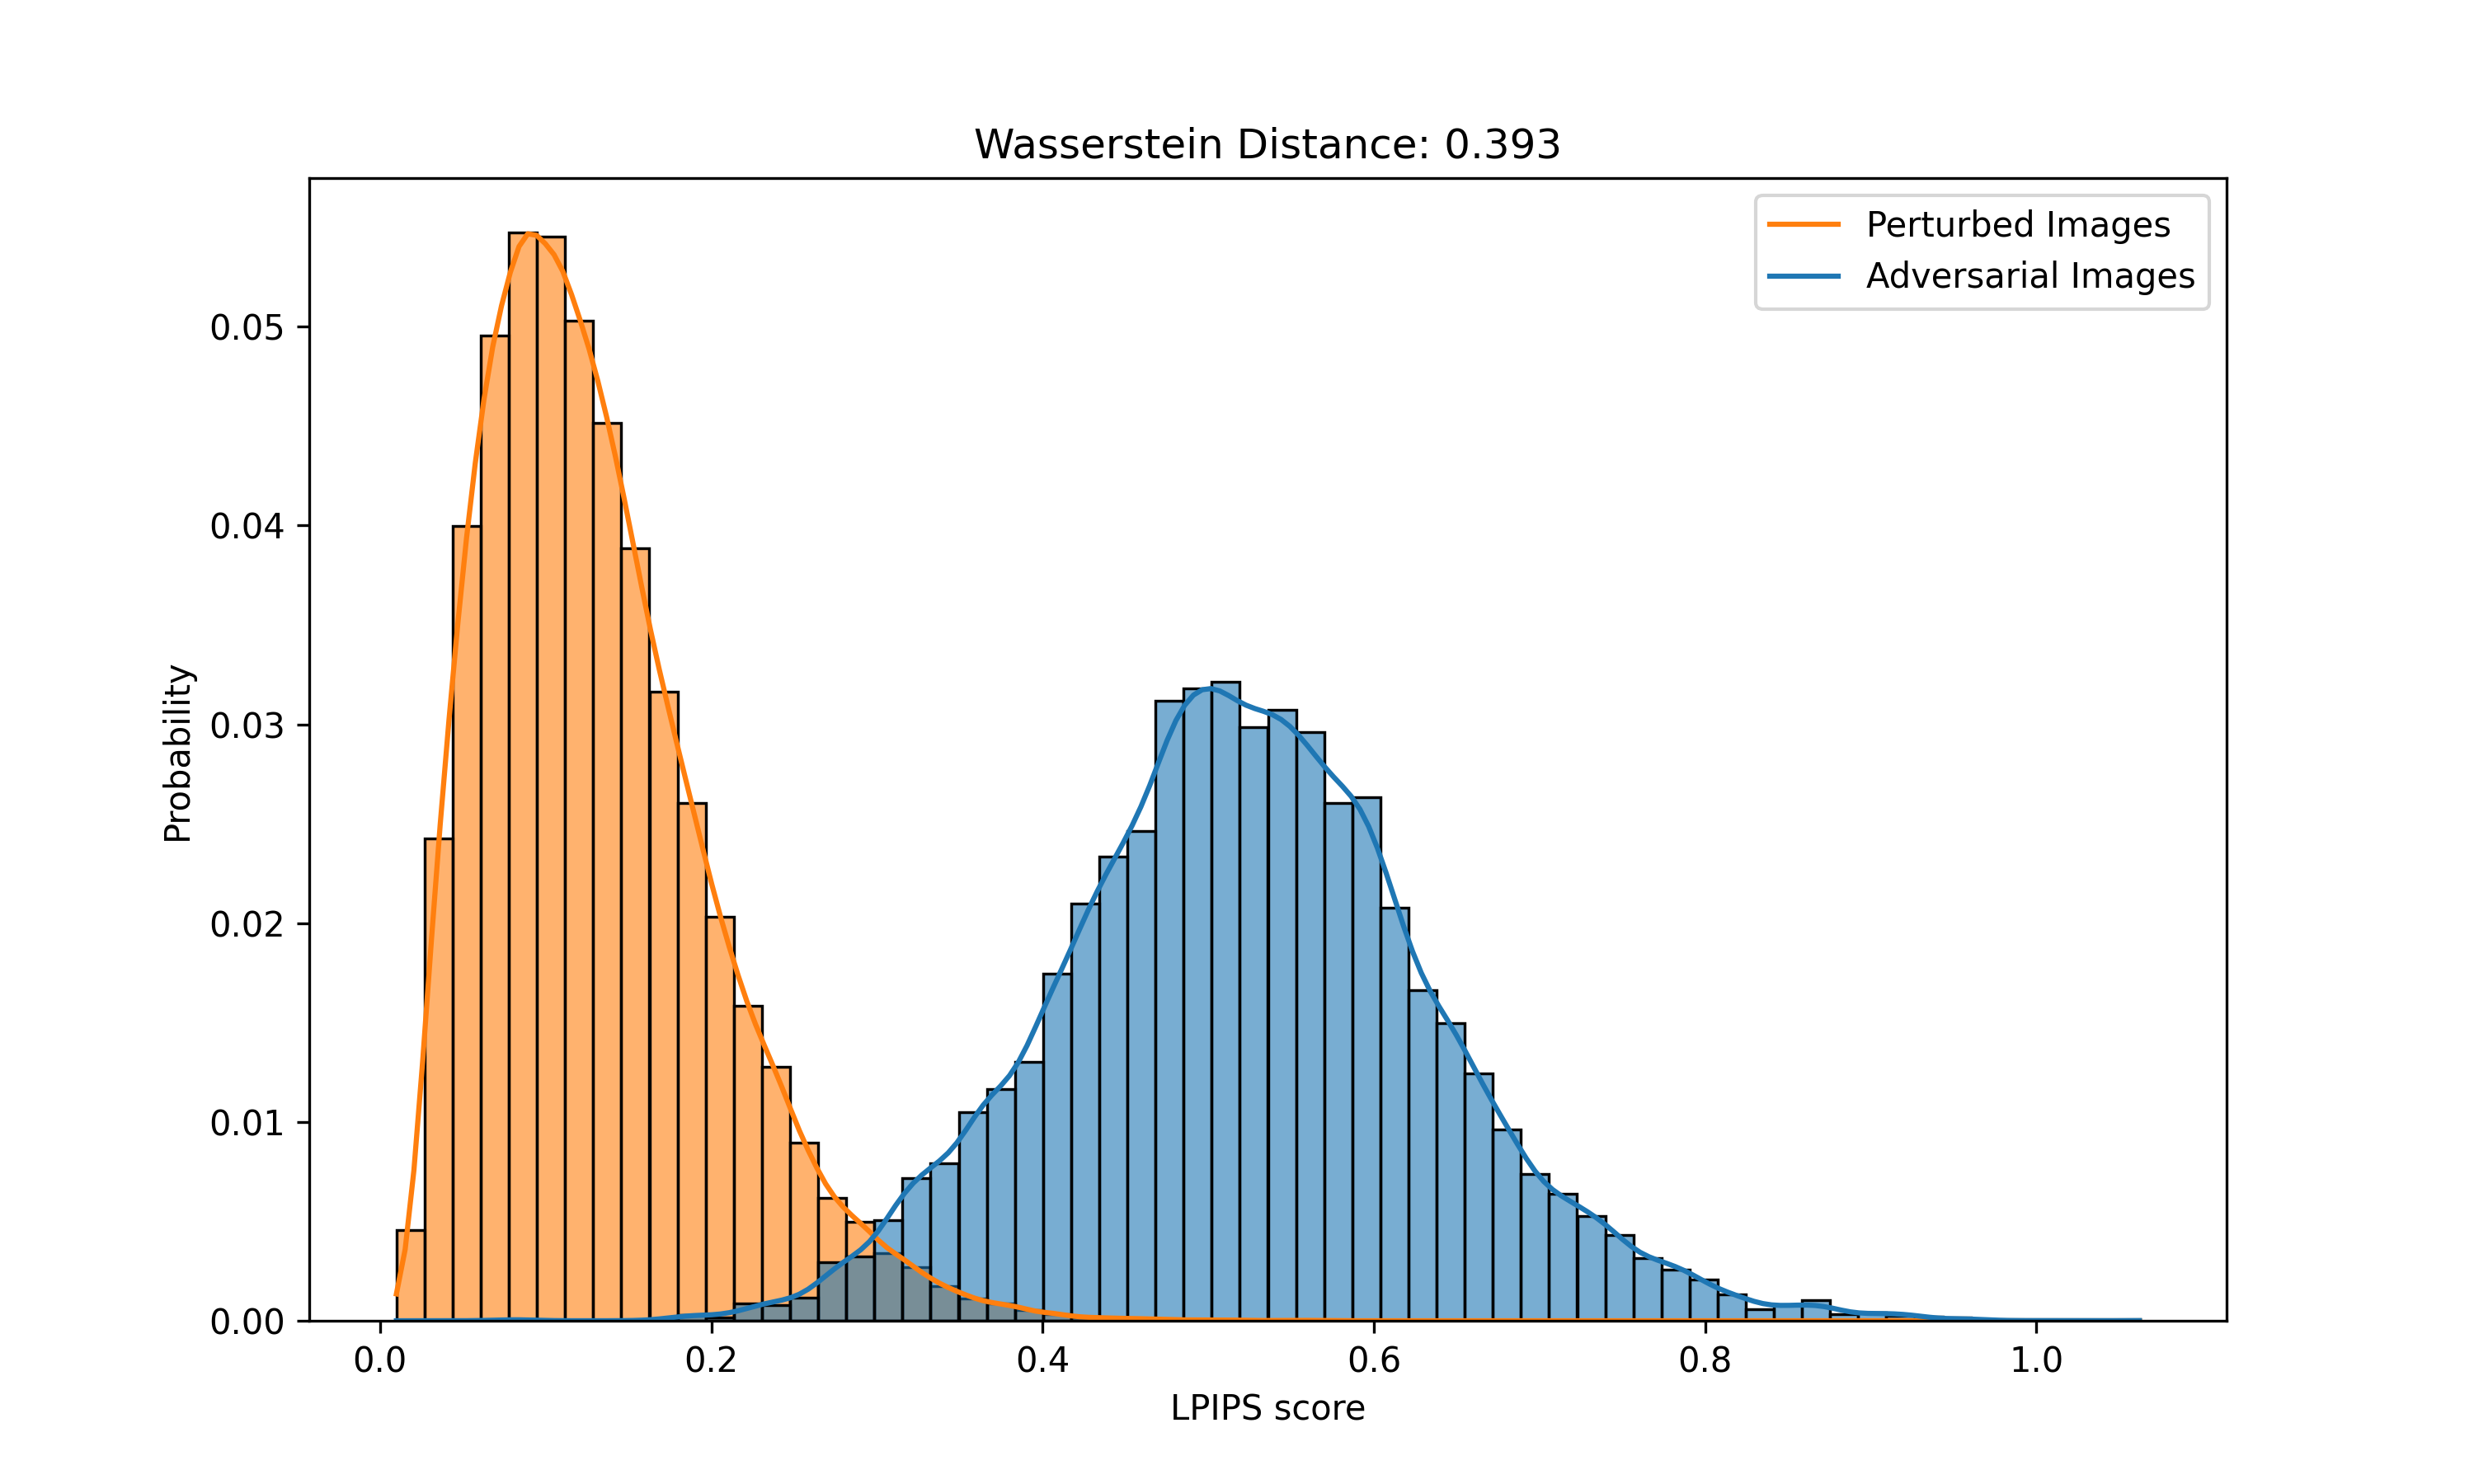 Wasserstein Distance: 0.393
Perturbed Images
Adversarial Images
Probability
0.05
0.04
0.03
0.02
0.01
0.00
0.0 0.2 0.4 0.6 0.8 1.0
LPIPS score